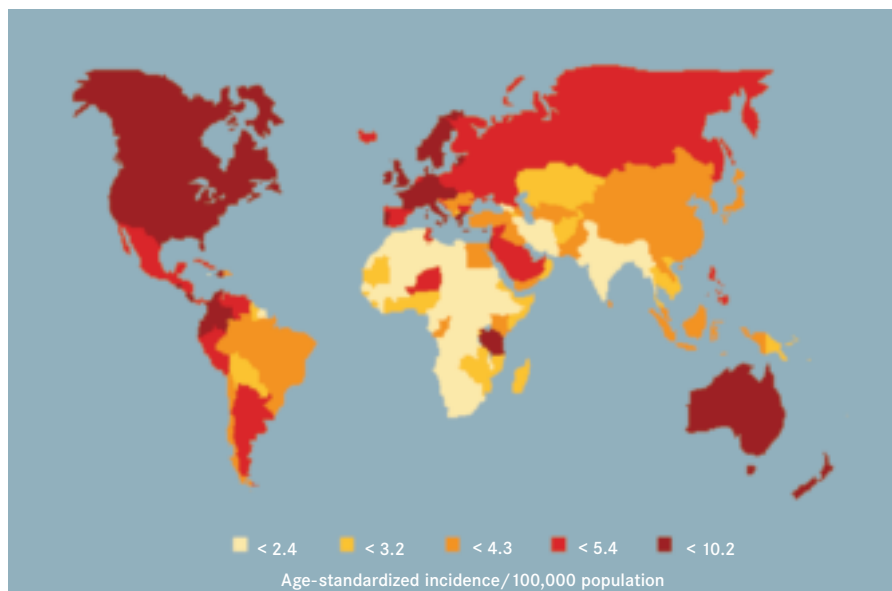 < 2.4 < 3.2 < 4.3 < 5.4 < 10.2
Age-standardized incidence/100,000 population